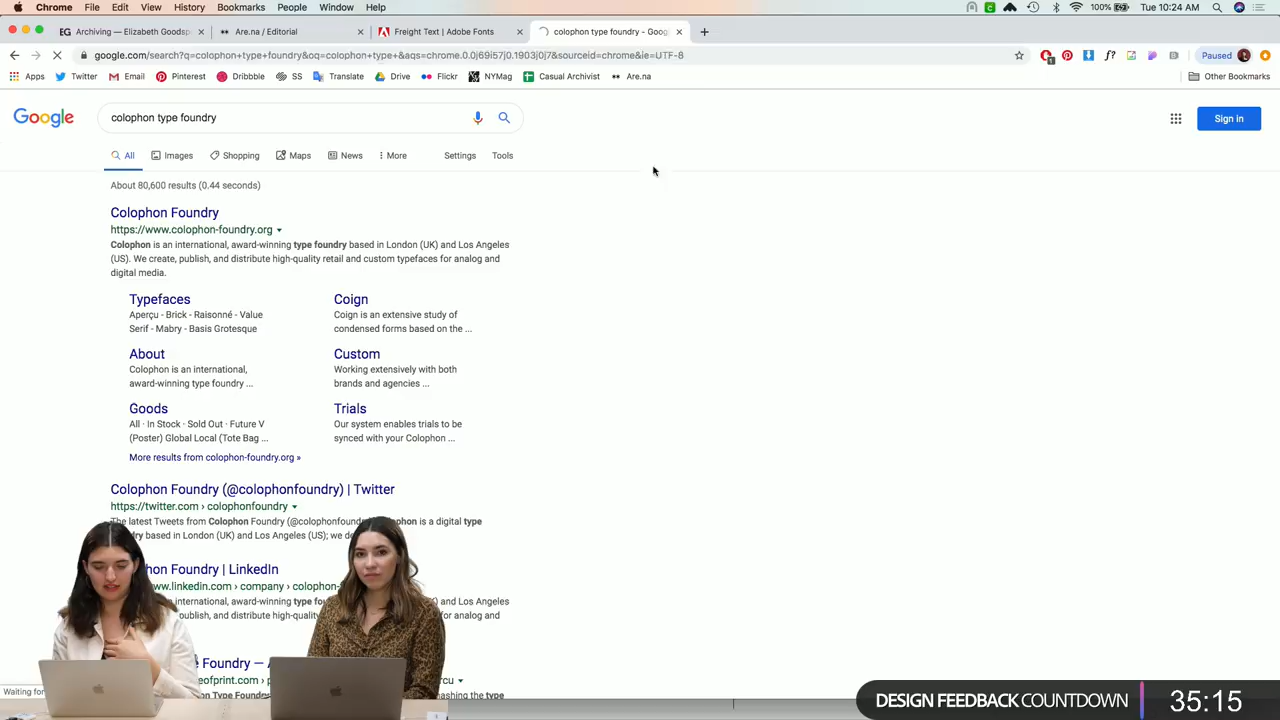 Chrome File Edit View History Bookmarks People Window Help 100% Tue 10:24 AM
EG Archiving — Elizabeth Goodsp × Are.na / Editorial × Freight Text | Adobe Fonts × colophon type foundry - Goog × +
google.com/search?q=colophon+type+foundry&oq=colophon+type+&aqs=chrome.0.0j69i57j0.1903j0j7&sourceid=chrome&ie=UTF-8 Paused
Apps Twitter Email Pinterest Dribbble SS Translate Drive Flickr NYMag Casual Archivist Are.na Other Bookmarks
Google colophon type foundry Sign in
All Images Shopping Maps News More Settings Tools
About 80,600 results (0.44 seconds)
Colophon Foundry
https://www.colophon-foundry.org
Colophon is an international, award-winning type foundry based in London (UK) and Los Angeles
(US). We create, publish, and distribute high-quality retail and custom typefaces for analog and
digital media.
Typefaces Coign
Aperçu - Brick - Raisonné - Value Coign is an extensive study of
Serif - Mabry - Basis Grotesque condensed forms based on the ...
About Custom
Colophon is an international, Working extensively with both
award-winning type foundry ... brands and agencies ...
Goods Trials
All · In Stock · Sold Out · Future V Our system enables trials to be
(Poster) Global Local (Tote Bag ... synced with your Colophon ...
More results from colophon-foundry.org »
Colophon Foundry (@colophonfoundry) | Twitter
https://twitter.com › colophonfoundry
The latest Tweets from Colophon Foundry (@colophonfound is a digital type
based in London (UK) and Los Angeles (US); we
Foundry | LinkedIn
.linkedin.com › company › colophon-
international, award-winning type for and Los Angeles
publish, and distribute high-quality for analog and
Foundry —
eofprint.com
Type
Waiting for
DESIGN FEEDBACK COUNTDOWN 35:15